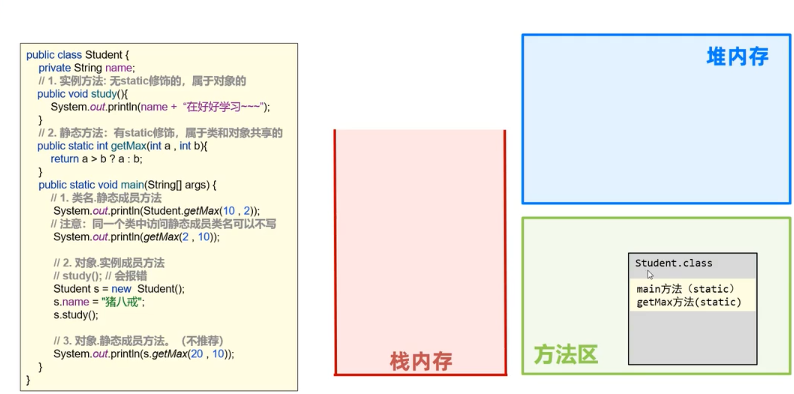 public class Student {
private String name;
// 1. 实例方法: 无static修饰的，属于对象的
public void study(){
System.out.println(name + “在好好学习~~~”);
}
// 2. 静态方法：有static修饰，属于类和对象共享的
public static int getMax(int a , int b){
return a > b ? a : b;
}
public static void main(String[] args) {
// 1. 类名.静态成员方法
System.out.println(Student.getMax(10 , 2));
// 注意：同一个类中访问静态成员类名可以不写
System.out.println(getMax(2 , 10));
// 2. 对象.实例成员方法
// study(); // 会报错
Student s = new Student();
s.name = "猪八戒";
s.study();
// 3. 对象.静态成员方法。（不推荐）
System.out.println(s.getMax(20 , 10));
}
}
栈内存
堆内存
Student.class
main方法（static）
getMax方法(static)
方法区